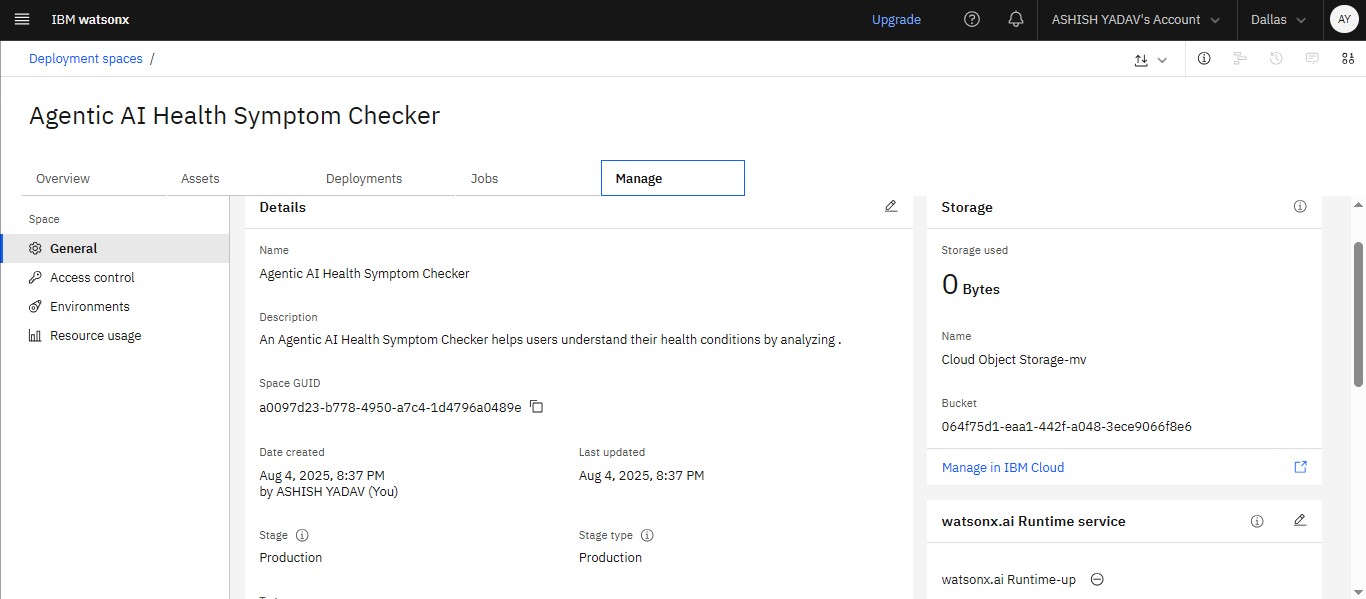 IBM watsonx
Upgrade
ASHISH YADAV's Account
Dallas
AY
Deployment spaces /
Agentic AI Health Symptom Checker
Overview
Assets
Deployments
Jobs
Manage
Space
General
Access control
Environments
Resource usage
Details
Name
Agentic AI Health Symptom Checker
Description
An Agentic AI Health Symptom Checker helps users understand their health conditions by analyzing .
Space GUID
a0097d23-b778-4950-a7c4-1d4796a0489e
Date created
Aug 4, 2025, 8:37 PM
by ASHISH YADAV (You)
Last updated
Aug 4, 2025, 8:37 PM
Stage
Production
Stage type
Production
Storage
Storage used
0 Bytes
Name
Cloud Object Storage-mv
Bucket
064f75d1-eaa1-442f-a048-3ece9066f8e6
Manage in IBM Cloud
watsonx.ai Runtime service
watsonx.ai Runtime-up